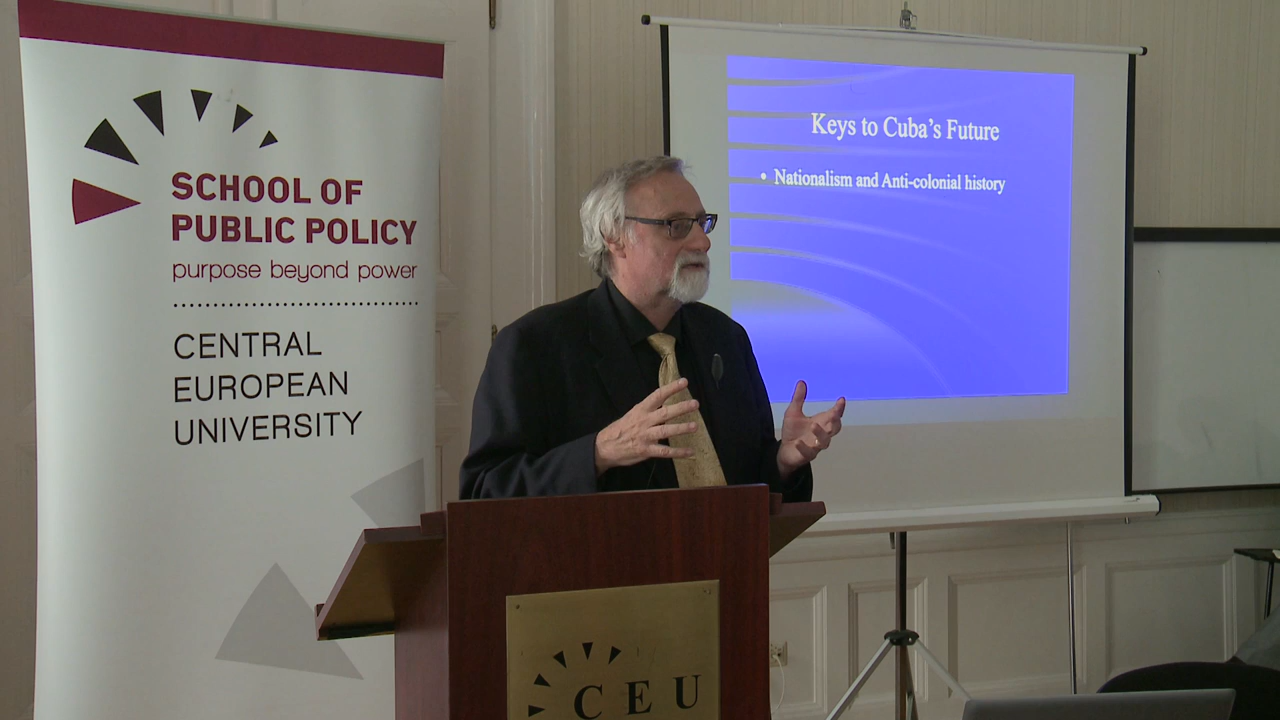 SCHOOL OF
PUBLIC POLICY
purpose beyond power
CENTRAL
EUROPEAN
UNIVERSITY
Keys to Cuba's Future
• Nationalism and Anti-colonial history
CEU